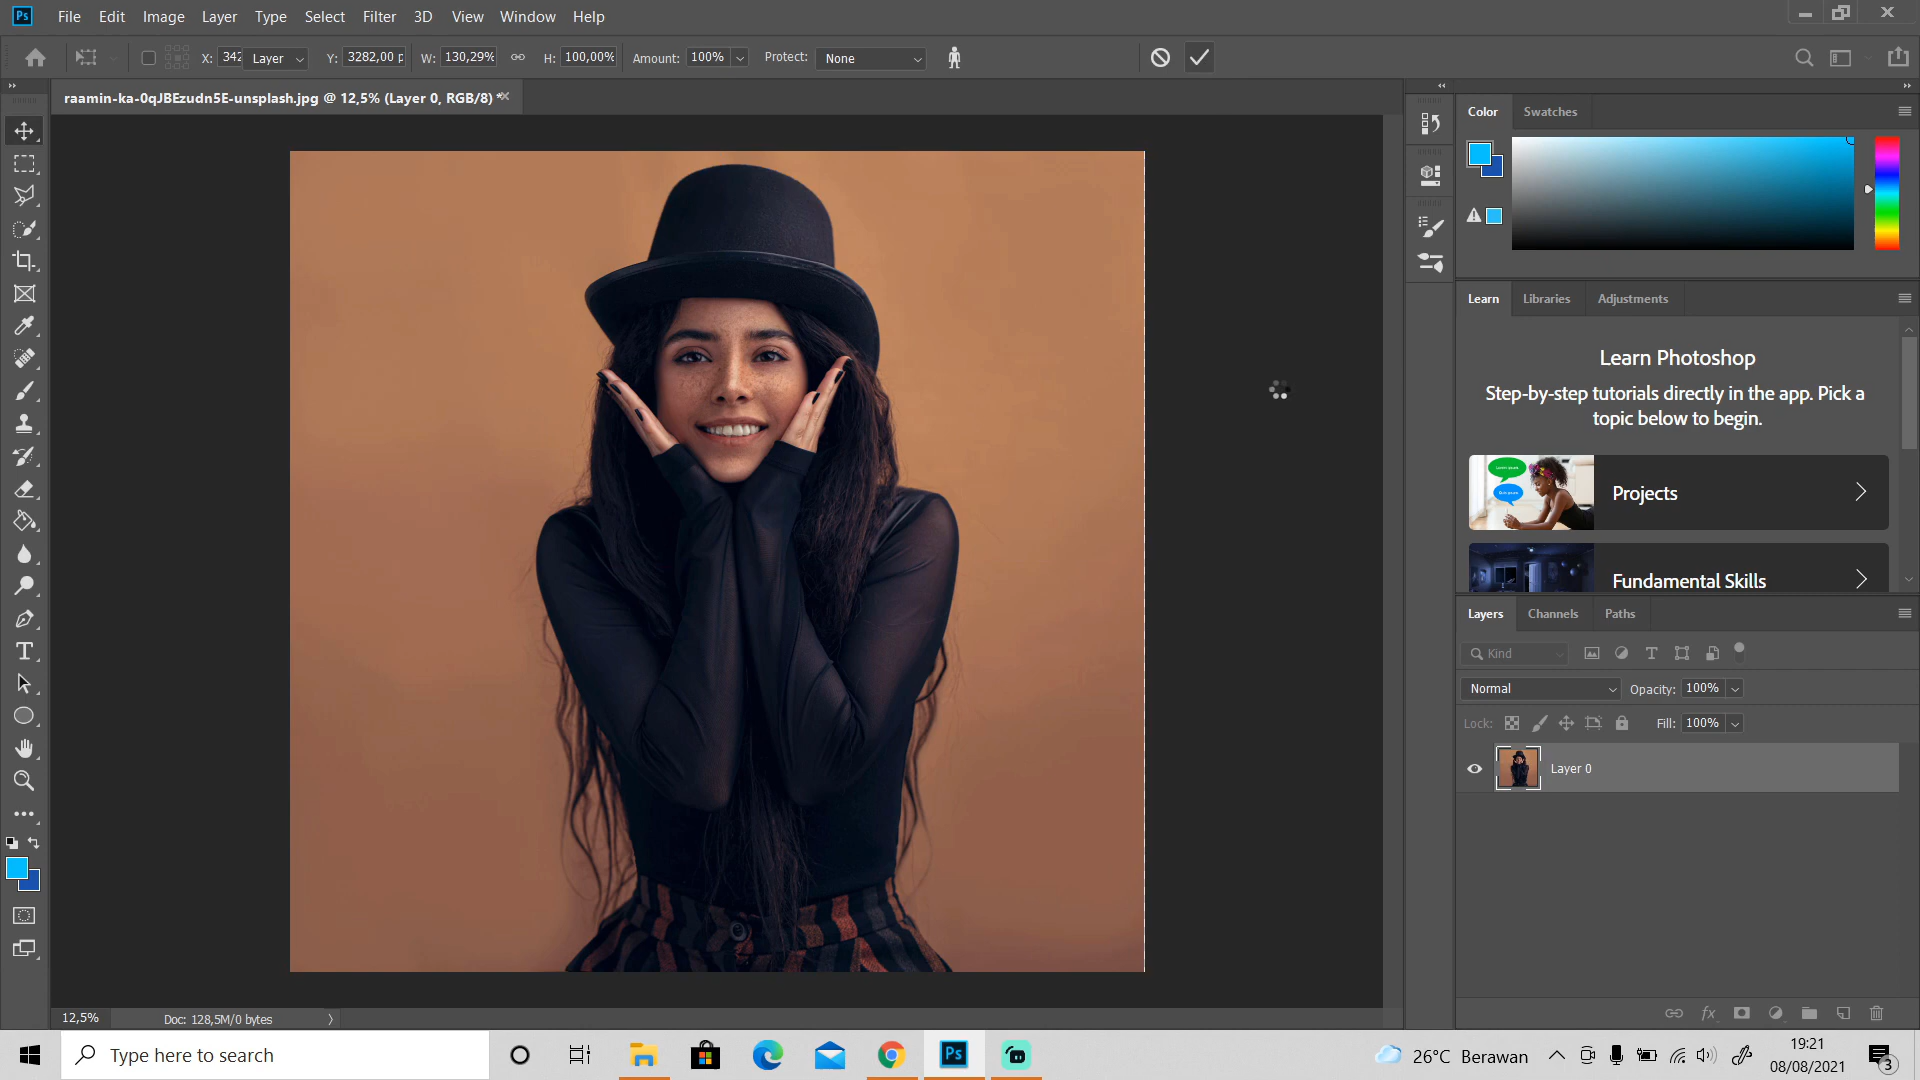 Ps File Edit Image Layer Type Select Filter 3D View Window Help
X: 342 Layer Y: 3282,00 p W: 130,29% H: 100,00% Amount: 100% Protect: None
raamin-ka-0qJBEzudn5E-unsplash.jpg @ 12,5% (Layer 0, RGB/8) *
Color Swatches
Learn Libraries Adjustments
Learn Photoshop
Step-by-step tutorials directly in the app. Pick a
topic below to begin.
Projects
Fundamental Skills
Layers Channels Paths
Kind
Normal Opacity: 100%
Lock: Fill: 100%
Layer 0
12,5% Doc: 128,5M/0 bytes
Type here to search
Ps
26°C Berawan
19:21
08/08/2021
3